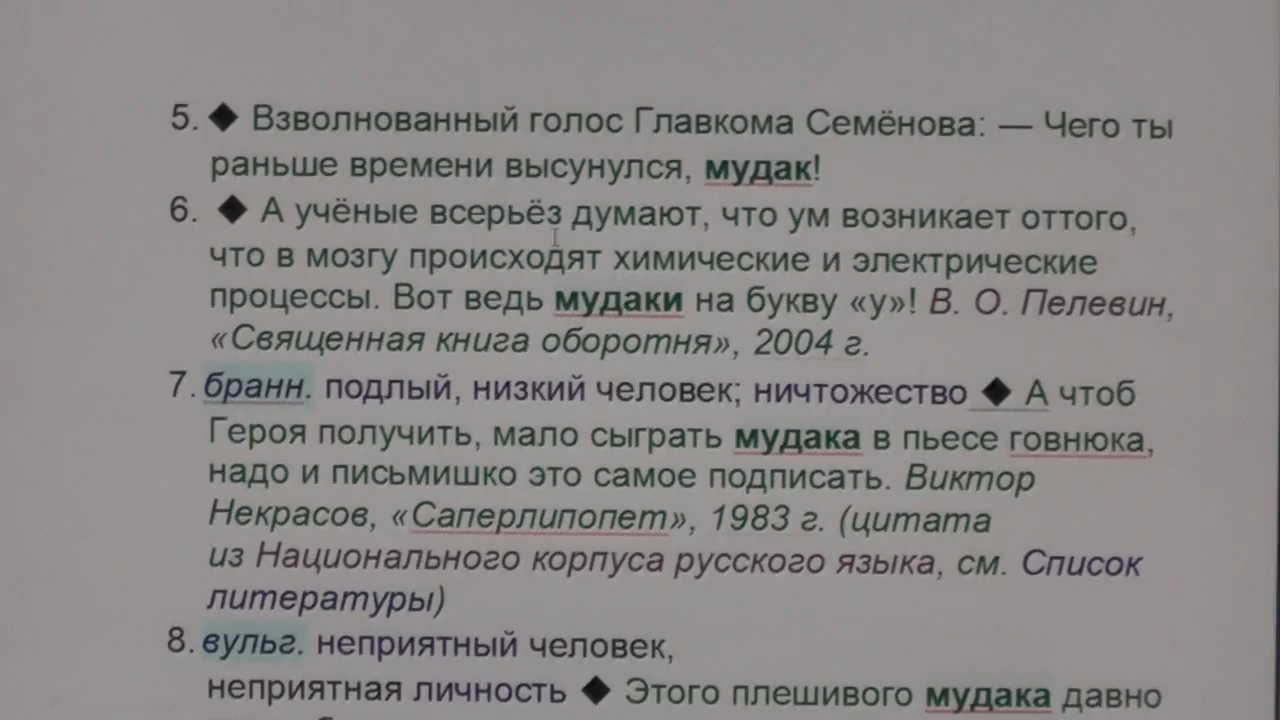 5. ◆ Взволнованный голос Главкома Семёнова: — Чего ты
раньше времени высунулся, мудак!
6. ◆ А учёные всерьёз думают, что ум возникает оттого,
что в мозгу происходят химические и электрические
процессы. Вот ведь мудаки на букву «у»! В. О. Пелевин,
«Священная книга оборотня», 2004 г.
7. бранн. подлый, низкий человек; ничтожество ◆ А чтоб
Героя получить, мало сыграть мудака в пьесе говнюка,
надо и письмишко это самое подписать. Виктор
Некрасов, «Саперлипопет», 1983 г. (цитата
из Национального корпуса русского языка, см. Список
литературы)
8. вульг. неприятный человек,
неприятная личность ◆ Этого плешивого мудака давно